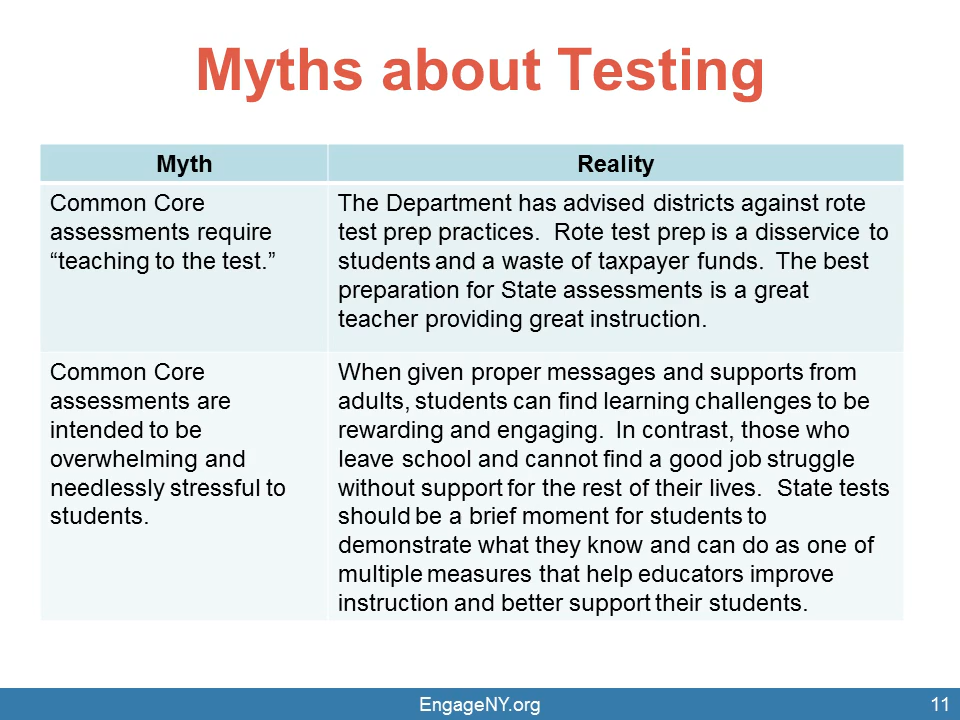 Myths about Testing
Myth
Reality
Common Core
assessments require
“teaching to the test.”
The Department has advised districts against rote
test prep practices.  Rote test prep is a disservice to
students and a waste of taxpayer funds.  The best
preparation for State assessments is a great
teacher providing great instruction.
Common Core
assessments are
intended to be
overwhelming and
needlessly stressful to
students.
When given proper messages and supports from
adults, students can find learning challenges to be
rewarding and engaging.  In contrast, those who
leave school and cannot find a good job struggle
without support for the rest of their lives.  State tests
should be a brief moment for students to
demonstrate what they know and can do as one of
multiple measures that help educators improve
instruction and better support their students.
EngageNY.org
11